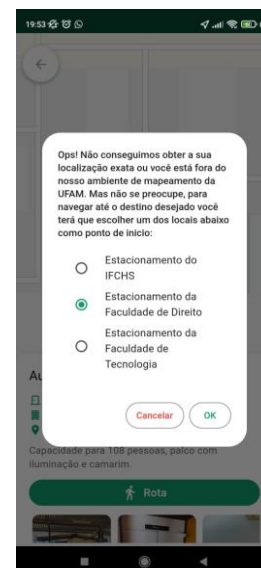 19:53
Ops! Não conseguimos obter a sua
localização exata ou você está fora do
nosso ambiente de mapeamento da
UFAM. Mas não se preocupe, para
navegar até o destino desejado você
terá que escolher um dos locais abaixo
como ponto de inicio:
Estacionamento do
IFCHS
Estacionamento da
Faculdade de Direito
Estacionamento da
Faculdade de
Tecnologia
Cancelar OK
Au
Capacidade para 108 pessoas, palco com
iluminação e camarim.
Rota